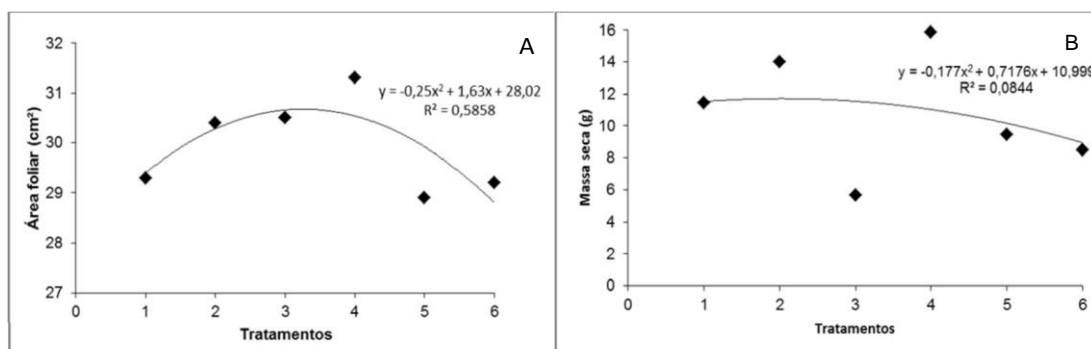 A
Área foliar (cm²)
32
31
30
29
28
27
y = -0,25x² + 1,63x + 28,02
R² = 0,5858
0 1 2 3 4 5 6
Tratamentos
B
Massa seca (g)
16
14
12
10
8
6
4
2
0
y = -0,177x² + 0,7176x + 10,999
R² = 0,0844
0 1 2 3 4 5 6
Tratamentos